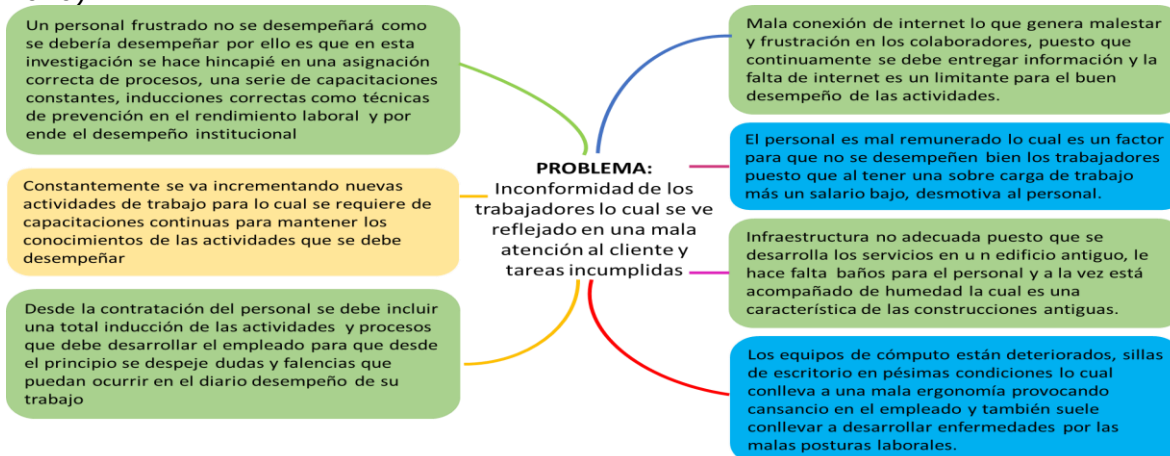 Un personal frustrado no se desempeñará como
se debería desempeñar por ello es que en esta
investigación se hace hincapié en una asignación
correcta de procesos, una serie de capacitaciones
constantes, inducciones correctas como técnicas
de prevención en el rendimiento laboral y por
ende el desempeño institucional
Constantemente se va incrementando nuevas
actividades de trabajo para lo cual se requiere de
capacitaciones continuas para mantener los
conocimientos de las actividades que se debe
desempeñar
Desde la contratación del personal se debe incluir
una total inducción de las actividades y procesos
que debe desarrollar el empleado para que desde
el principio se despeje dudas y falencias que
puedan ocurrir en el diario desempeño de su
trabajo
PROBLEMA:
Inconformidad de los
trabajadores lo cual se ve
reflejado en una mala
atención al cliente y
tareas incumplidas
Mala conexión de internet lo que genera malestar
y frustración en los colaboradores, puesto que
continuamente se debe entregar información y la
falta de internet es un limitante para el buen
desempeño de las actividades.
El personal es mal remunerado lo cual es un factor
para que no se desempeñen bien los trabajadores
puesto que al tener una sobre carga de trabajo
más un salario bajo, desmotiva al personal.
Infraestructura no adecuada puesto que se
desarrolla los servicios en u n edificio antiguo, le
hace falta baños para el personal y a la vez está
acompañado de humedad la cual es una
característica de las construcciones antiguas.
Los equipos de cómputo están deteriorados, sillas
de escritorio en pésimas condiciones lo cual
conlleva a una mala ergonomía provocando
cansancio en el empleado y también suele
conllevar a desarrollar enfermedades por las
malas posturas laborales.